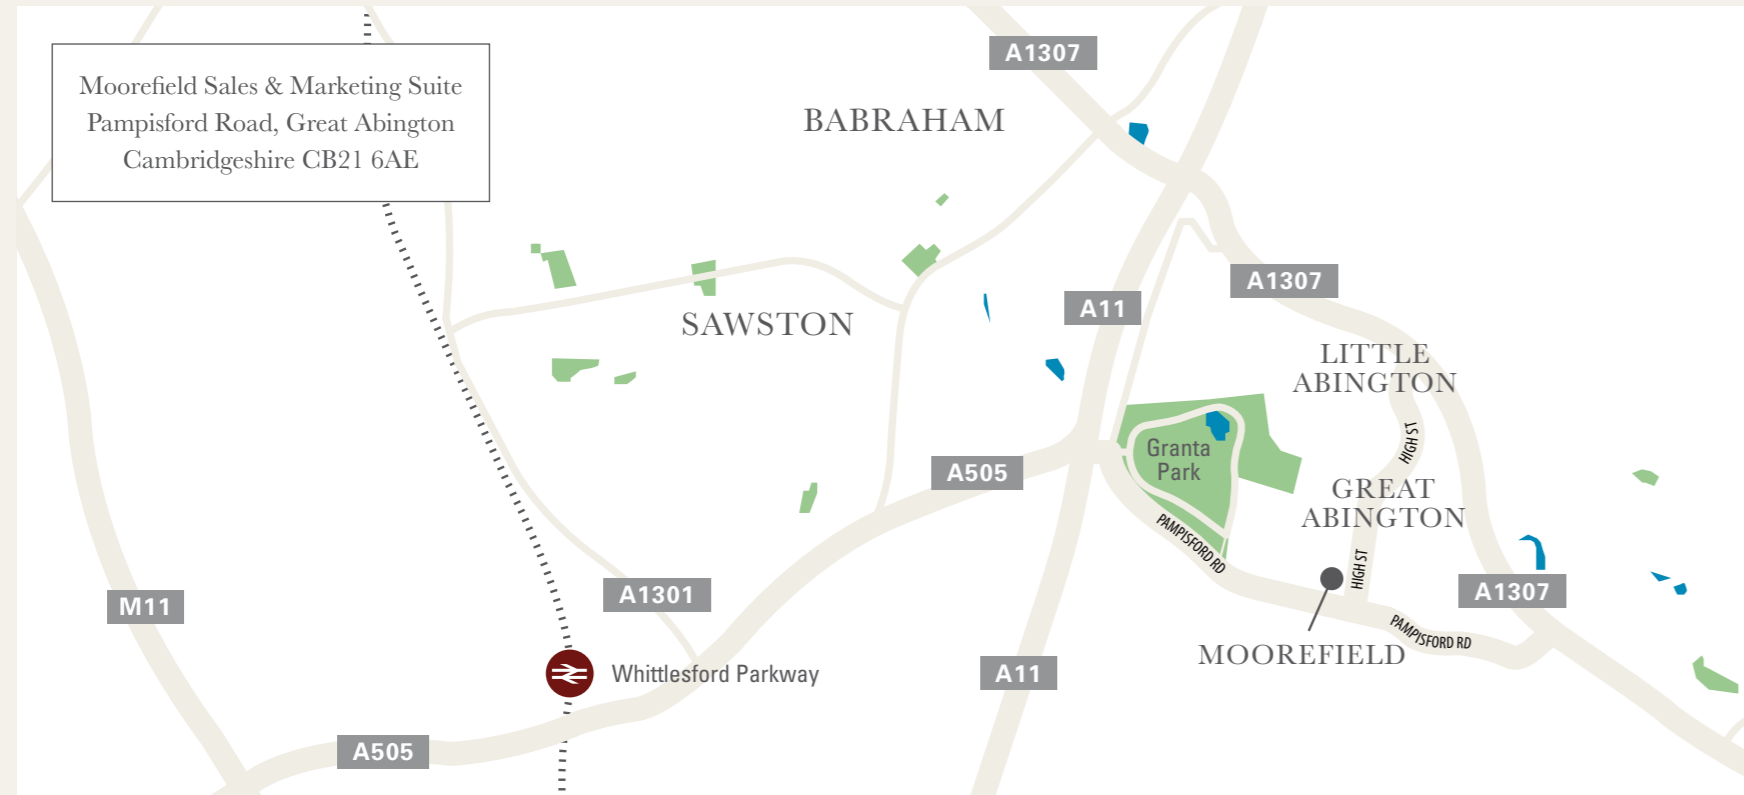 Moorefield Sales & Marketing Suite
Pampisford Road, Great Abington
Cambridgeshire CB21 6AE
A1307
BABRAHAM
A1307
A11
SAWSTON
LITTLE
ABINGTON
HIGH ST
Granta
Park
A505
GREAT
ABINGTON
PAMPISFORD RD
HIGH ST
A1307
A1301
M11
PAMPISFORD RD
MOOREFIELD
Whittlesford Parkway
A11
A505